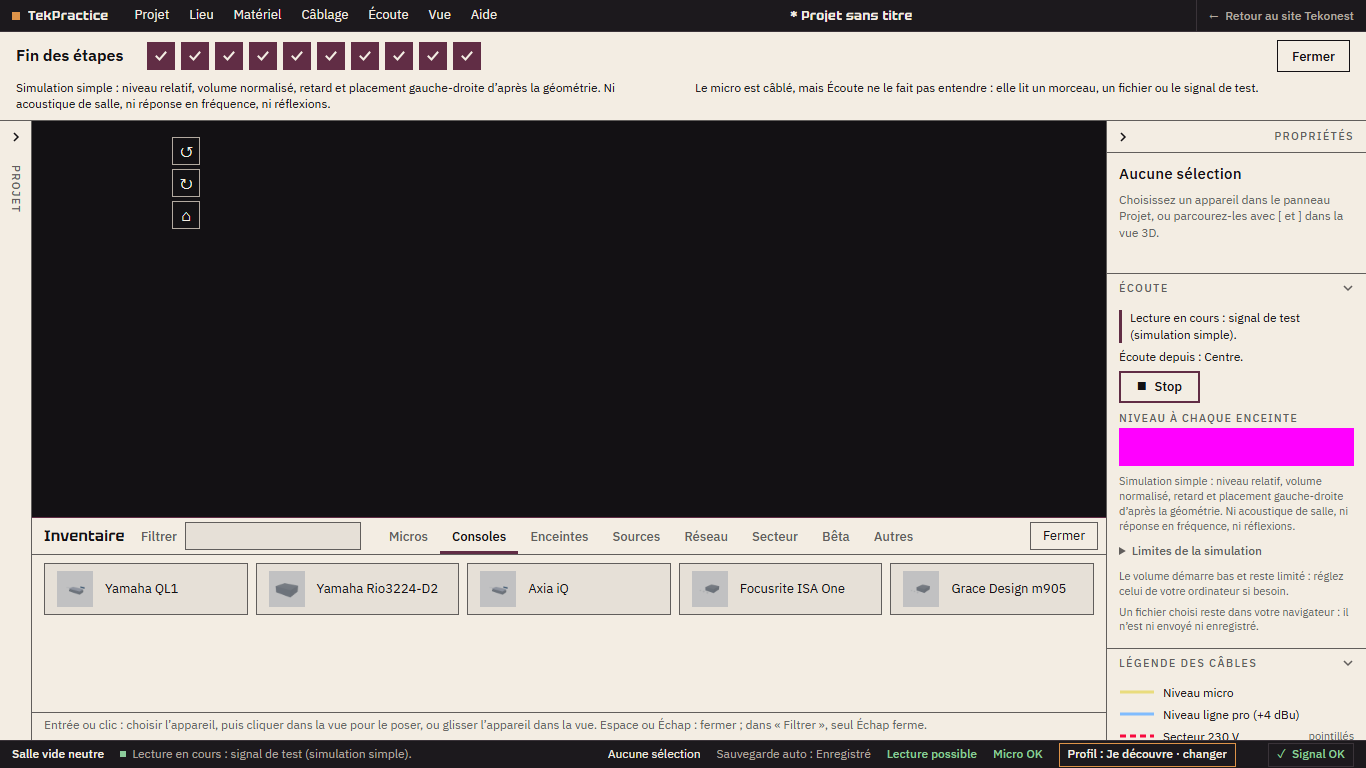 TekPractice
Projet Lieu Matériel Câblage Écoute Vue Aide
* Projet sans titre
← Retour au site Tekonest
Fin des étapes
Fermer
Simulation simple : niveau relatif, volume normalisé, retard et placement gauche-droite d’après la géométrie. Ni
acoustique de salle, ni réponse en fréquence, ni réflexions.
Le micro est câblé, mais Écoute ne le fait pas entendre : elle lit un morceau, un fichier ou le signal de test.
PROJET
PROPRIÉTÉS
Aucune sélection
Choisissez un appareil dans le panneau
Projet, ou parcourez-les avec [ et ] dans la
vue 3D.
ÉCOUTE
Lecture en cours : signal de test
(simulation simple).
Écoute depuis : Centre.
Stop
NIVEAU À CHAQUE ENCEINTE
Simulation simple : niveau relatif, volume
normalisé, retard et placement gauche-droite
d’après la géométrie. Ni acoustique de salle, ni
réponse en fréquence, ni réflexions.
Limites de la simulation
Le volume démarre bas et reste limité : réglez
celui de votre ordinateur si besoin.
Un fichier choisi reste dans votre navigateur : il
n’est ni envoyé ni enregistré.
LÉGENDE DES CÂBLES
Niveau micro
Niveau ligne pro (+4 dBu)
Secteur 230 V pointillés
Inventaire
Filtrer
Micros Consoles Enceintes Sources Réseau Secteur Bêta Autres
Fermer
Yamaha QL1
Yamaha Rio3224-D2
Axia iQ
Focusrite ISA One
Grace Design m905
Entrée ou clic : choisir l’appareil, puis cliquer dans la vue pour le poser, ou glisser l’appareil dans la vue. Espace ou Échap : fermer ; dans « Filtrer », seul Échap ferme.
Salle vide neutre
Lecture en cours : signal de test (simulation simple).
Aucune sélection
Sauvegarde auto : Enregistré
Lecture possible
Micro OK
Profil : Je découvre · changer
✓ Signal OK